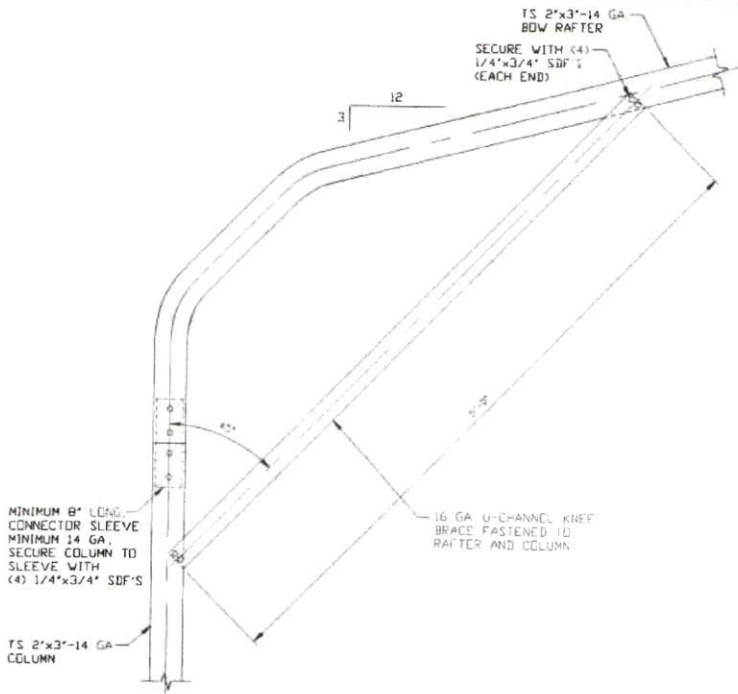 TS 2"x3"-14 GA
BOW RAFTER
SECURE WITH (4)
1/4"x3/4" SDF'S
(EACH END)
12
3
45°
MINIMUM 8" LONG,
CONNECTOR SLEEVE
MINIMUM 14 GA.
SECURE COLUMN TO
SLEEVE WITH
(4) 1/4"x3/4" SDF'S
16 GA U-CHANNEL KNEE
BRACE FASTENED TO
RAFTER AND COLUMN
TS 2"x3"-14 GA
COLUMN